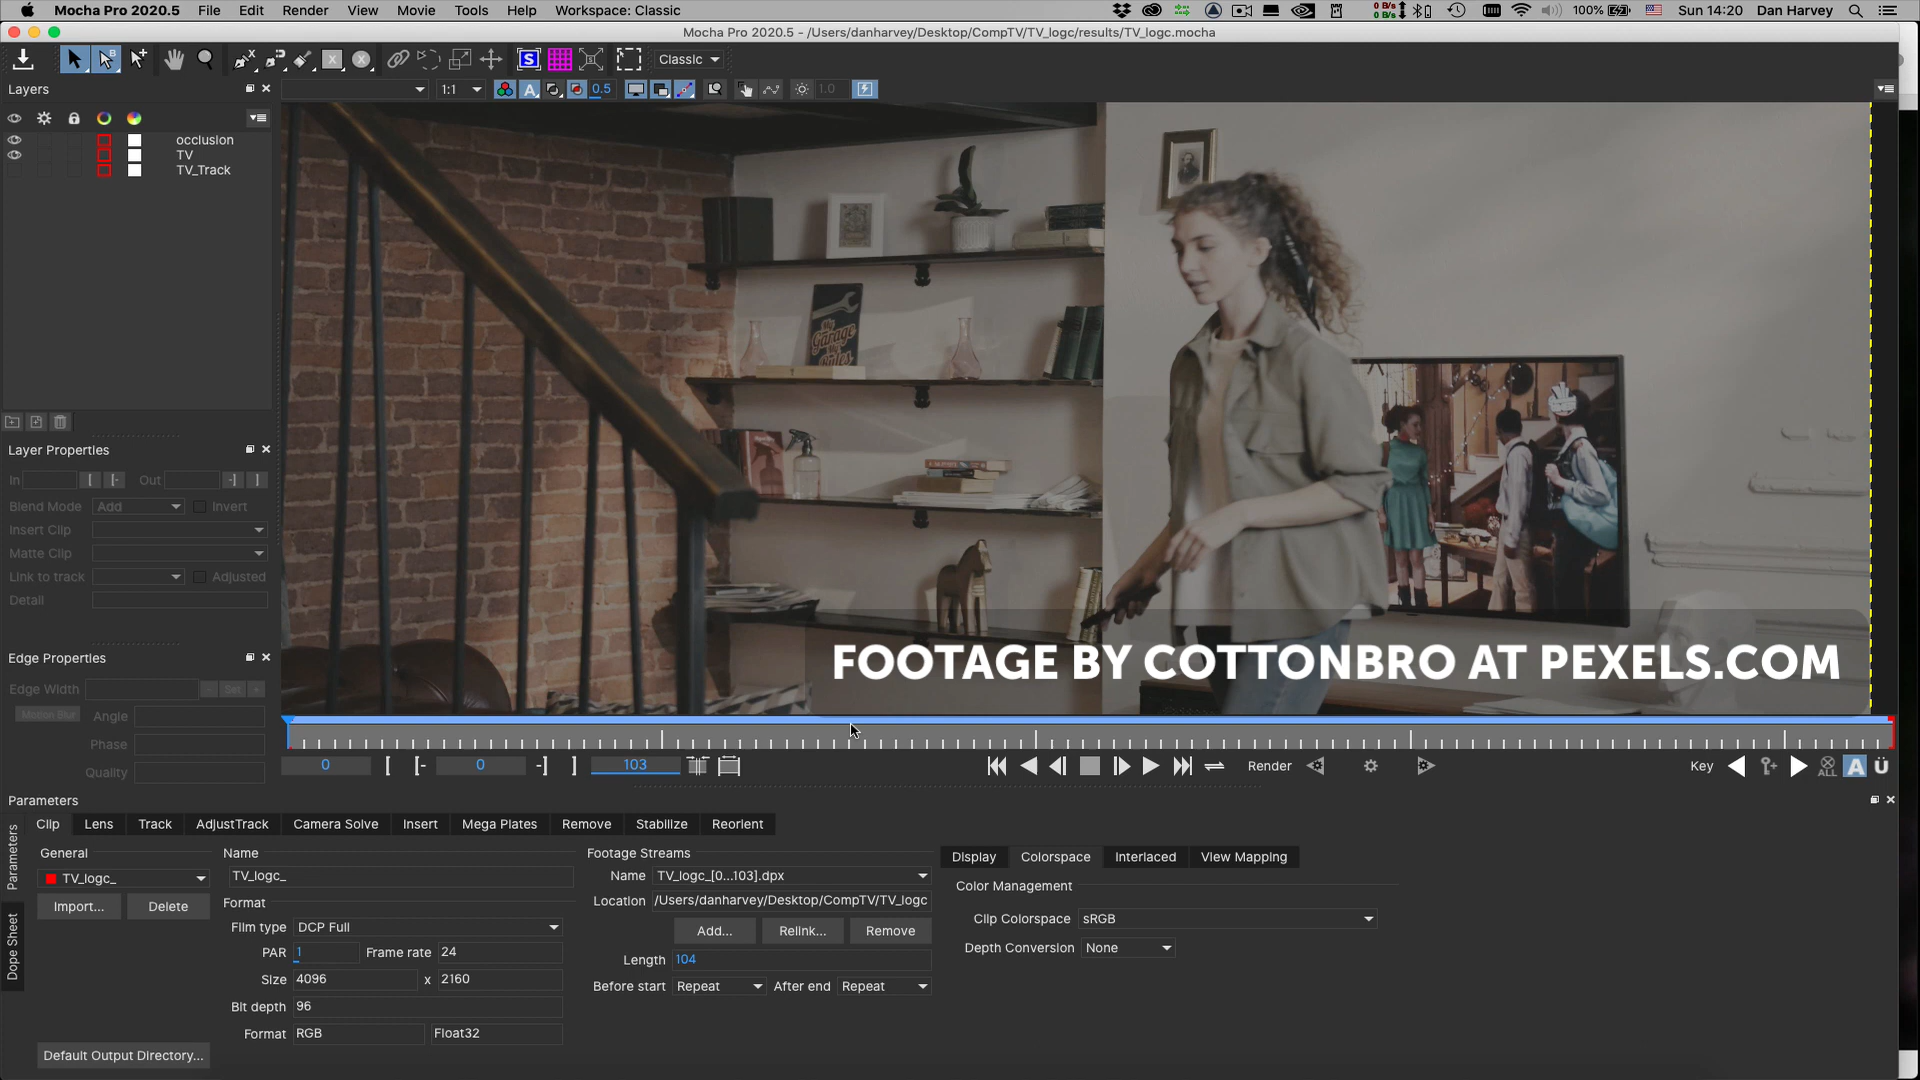 Mocha Pro 2020.5 File Edit Render View Movie Tools Help Workspace: Classic
0 B/s 0 B/s 100% Sun 14:20 Dan Harvey
Mocha Pro 2020.5 - /Users/danharvey/Desktop/CompTV/TV_logc/results/TV_logc.mocha
S Classic
Layers
1:1 A 0.5 1.0
occlusion
TV
TV_Track
My Garage My Rules
Layer Properties
In [ [- Out -] ]
Blend Mode Add Invert
Insert Clip
Matte Clip
Link to track Adjusted
Detail
Edge Properties
Edge Width - Set +
Motion Blur Angle
Phase
Quality
FOOTAGE BY COTTONBRO AT PEXELS.COM
0 [ [- 0 -] ] 103 Render Key ALL A Ü
Parameters
Parameters
Dope Sheet
Clip Lens Track AdjustTrack Camera Solve Insert Mega Plates Remove Stabilize Reorient
General
TV_logc_
Import... Delete
Default Output Directory...
Name
TV_logc_
Format
Film type DCP Full
PAR 1 Frame rate 24
Size 4096 x 2160
Bit depth 96
Format RGB Float32
Footage Streams
Name TV_logc_[0...103].dpx
Location /Users/danharvey/Desktop/CompTV/TV_logc
Add... Relink... Remove
Length 104
Before start Repeat After end Repeat
Display Colorspace Interlaced View Mapping
Color Management
Clip Colorspace sRGB
Depth Conversion None